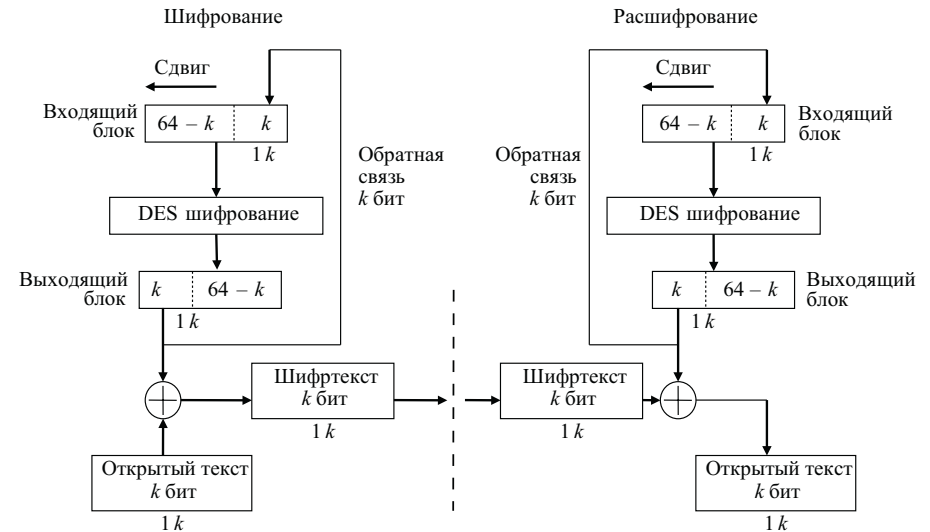 Шифрование
Сдвиг
Входящий
блок
64 – k
k
1 k
Обратная
связь
k бит
DES шифрование
Выходящий
блок
k
64 – k
1 k
Шифртекст
k бит
1 k
Открытый текст
k бит
1 k
Расшифрование
Сдвиг
64 – k
k
Входящий
блок
1 k
Обратная
связь
k бит
DES шифрование
k
64 – k
Выходящий
блок
1 k
Шифртекст
k бит
1 k
Открытый текст
k бит
1 k